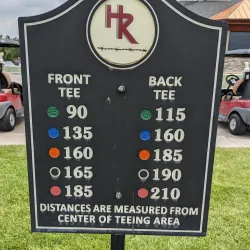 HR
FRONT TEE BACK TEE
90 115
135 160
160 185
165 190
185 210
DISTANCES ARE MEASURED FROM
CENTER OF TEEING AREA